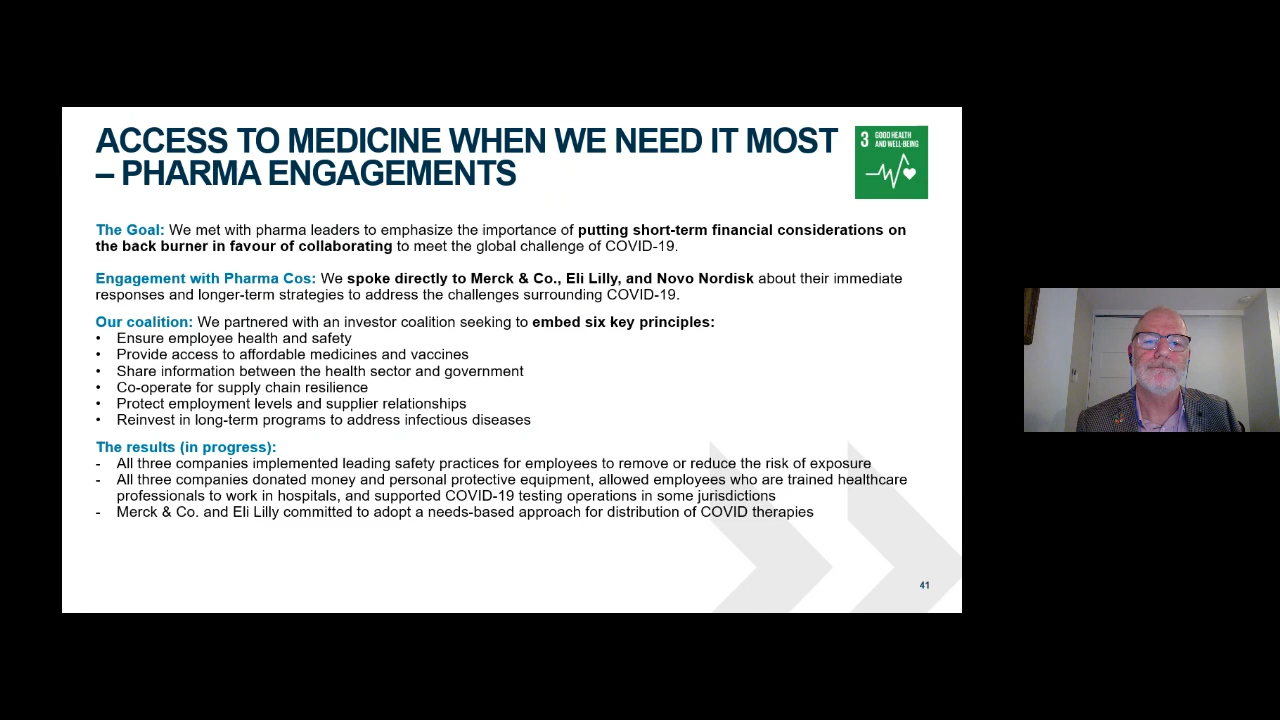 ACCESS TO MEDICINE WHEN WE NEED IT MOST
– PHARMA ENGAGEMENTS
3 GOOD HEALTH
AND WELL-BEING
The Goal: We met with pharma leaders to emphasize the importance of putting short-term financial considerations on
the back burner in favour of collaborating to meet the global challenge of COVID-19.
Engagement with Pharma Cos: We spoke directly to Merck & Co., Eli Lilly, and Novo Nordisk about their immediate
responses and longer-term strategies to address the challenges surrounding COVID-19.
Our coalition: We partnered with an investor coalition seeking to embed six key principles:
• Ensure employee health and safety
• Provide access to affordable medicines and vaccines
• Share information between the health sector and government
• Co-operate for supply chain resilience
• Protect employment levels and supplier relationships
• Reinvest in long-term programs to address infectious diseases
The results (in progress):
- All three companies implemented leading safety practices for employees to remove or reduce the risk of exposure
- All three companies donated money and personal protective equipment, allowed employees who are trained healthcare
professionals to work in hospitals, and supported COVID-19 testing operations in some jurisdictions
- Merck & Co. and Eli Lilly committed to adopt a needs-based approach for distribution of COVID therapies
41